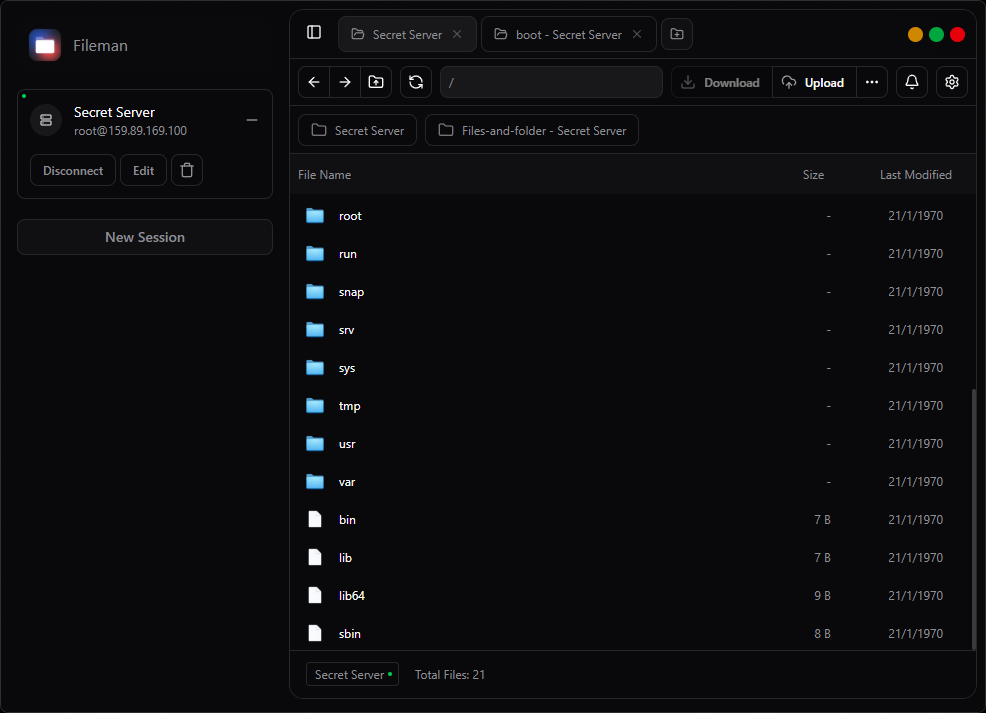 Fileman
Secret Server
root@159.89.169.100
Disconnect Edit
New Session
Secret Server boot - Secret Server
/ Download Upload
Secret Server Files-and-folder - Secret Server
File Name Size Last Modified
root - 21/1/1970
run - 21/1/1970
snap - 21/1/1970
srv - 21/1/1970
sys - 21/1/1970
tmp - 21/1/1970
usr - 21/1/1970
var - 21/1/1970
bin 7 B 21/1/1970
lib 7 B 21/1/1970
lib64 9 B 21/1/1970
sbin 8 B 21/1/1970
Secret Server Total Files: 21